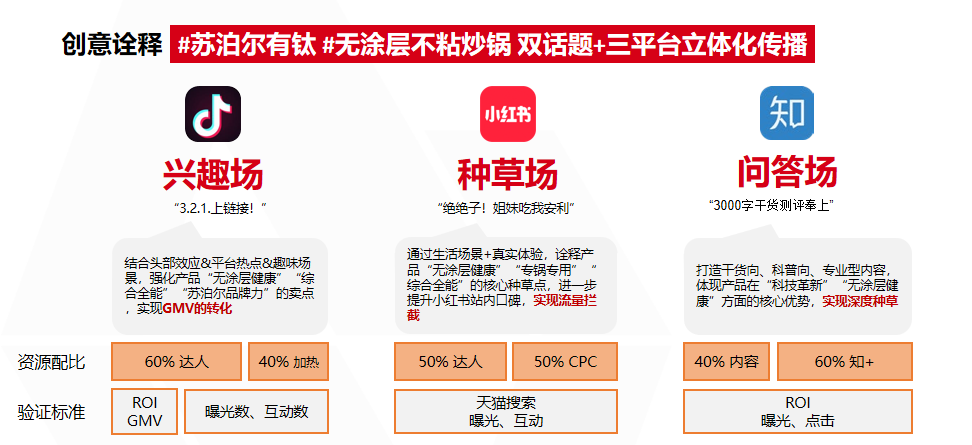 创意诠释 #苏泊尔有钛 #无涂层不粘炒锅 双话题+三平台立体化传播
小红书
知
兴趣场
种草场
问答场
“3.2.1.上链接！”
“绝绝子！姐妹吃我安利”
“3000字干货测评奉上”
结合头部效应&平台热点&趣味场
景，强化产品“无涂层健康”“综
合全能”“苏泊尔品牌力”的卖点
，实现GMV的转化
通过生活场景+真实体验，诠释产
品“无涂层健康”“专锅专用”“
综合全能”的核心种草点，进一步
提升小红书站内口碑，实现流量拦
截
打造干货向、科普向、专业型内容，
体现产品在“科技革新”“无涂层健
康”方面的核心优势，实现深度种草
资源配比
60% 达人
40% 加热
50% 达人
50% CPC
40% 内容
60% 知+
验证标准
ROI
GMV
曝光数、互动数
天猫搜索
曝光、互动
ROI
曝光、点击